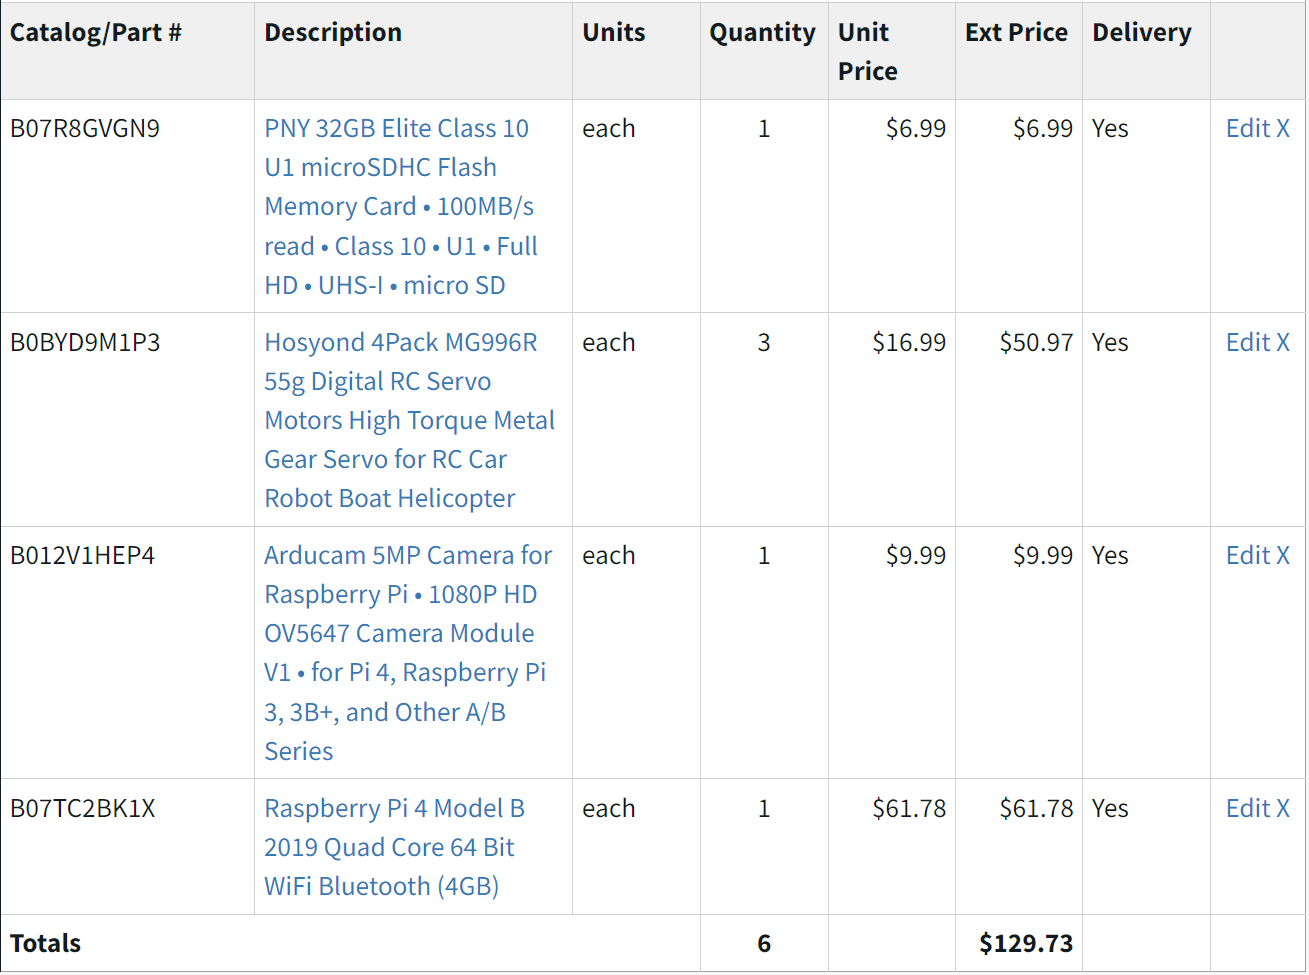 Catalog/Part # Description Units Quantity Unit Price Ext Price Delivery
B07R8GVGN9 PNY 32GB Elite Class 10 each 1 $6.99 $6.99 Yes Edit X
U1 microSDHC Flash
Memory Card • 100MB/s
read • Class 10 • U1 • Full
HD • UHS-I • micro SD
B0BYD9M1P3 Hosyond 4Pack MG996R each 3 $16.99 $50.97 Yes Edit X
55g Digital RC Servo
Motors High Torque Metal
Gear Servo for RC Car
Robot Boat Helicopter
B012V1HEP4 Arducam 5MP Camera for each 1 $9.99 $9.99 Yes Edit X
Raspberry Pi • 1080P HD
OV5647 Camera Module
V1 • for Pi 4, Raspberry Pi
3, 3B+, and Other A/B
Series
B07TC2BK1X Raspberry Pi 4 Model B each 1 $61.78 $61.78 Yes Edit X
2019 Quad Core 64 Bit
WiFi Bluetooth (4GB)
Totals 6 $129.73